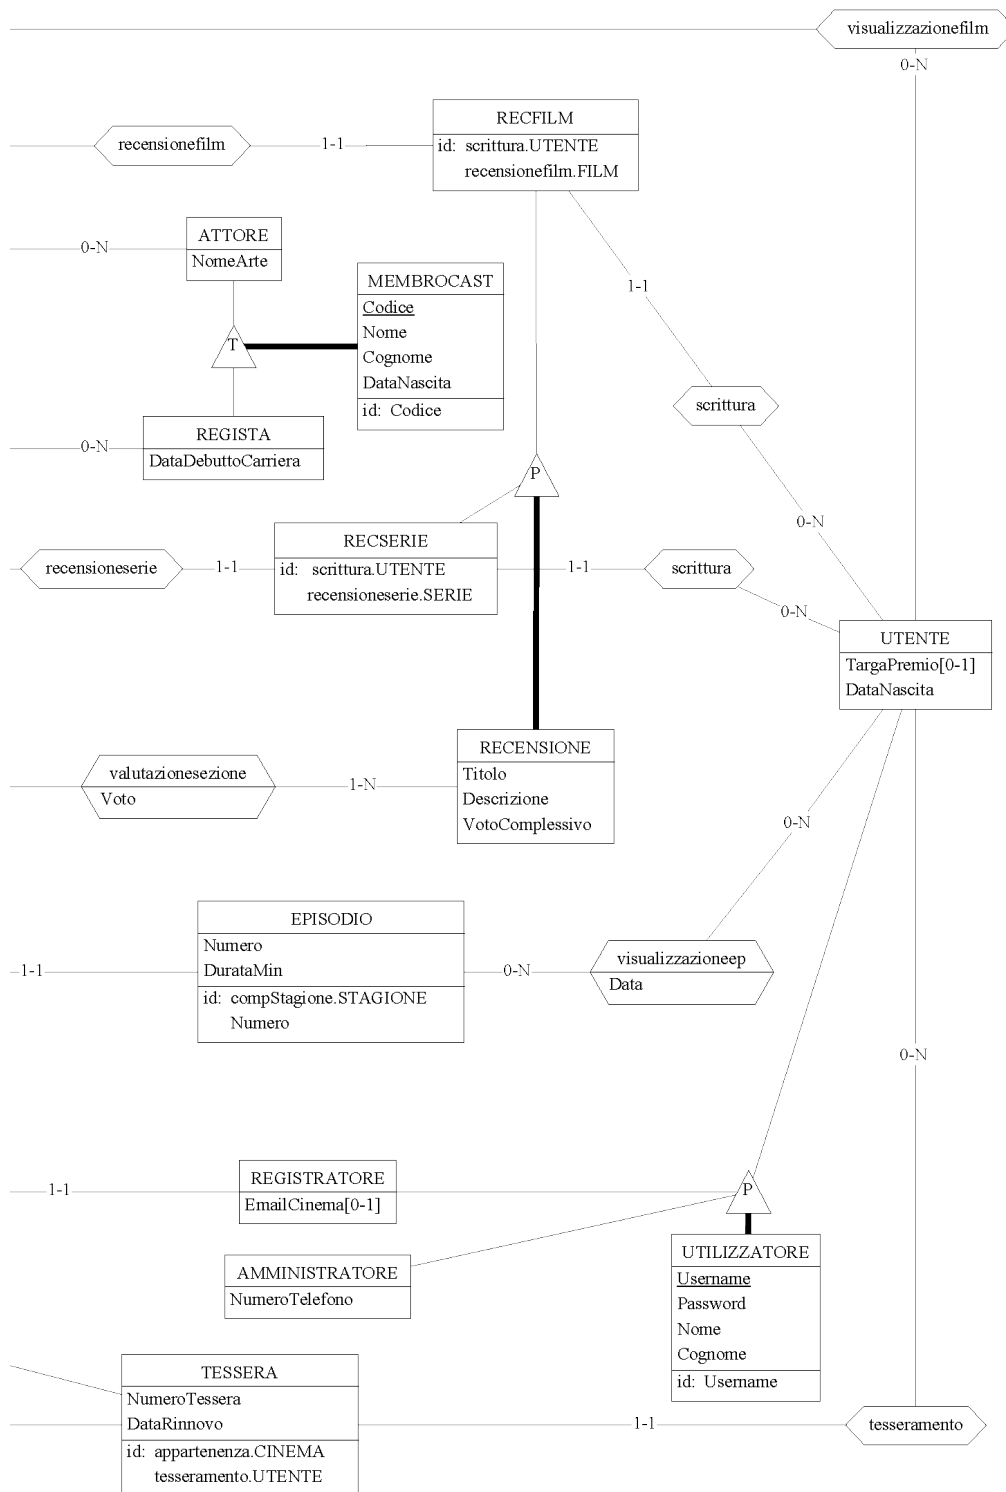 visualizzazionefilm
0-N
RECFILM
id: scrittura.UTENTE
recensionefilm.FILM
recensionefilm
1-1
ATTORE
NomeArte
0-N
MEMBROCAST
Codice
Nome
Cognome
DataNascita
id: Codice
1-1
T
scrittura
REGISTA
DataDebuttoCarriera
0-N
P
0-N
RECSERIE
id: scrittura.UTENTE
recensioneserie.SERIE
recensioneserie
1-1
1-1
scrittura
0-N
UTENTE
TargaPremio[0-1]
DataNascita
RECENSIONE
Titolo
Descrizione
VotoComplessivo
valutazionesezione
Voto
1-N
0-N
EPISODIO
Numero
DurataMin
id: compStagione.STAGIONE
Numero
1-1
0-N
visualizzazioneep
Data
0-N
REGISTRATORE
EmailCinema[0-1]
1-1
P
AMMINISTRATORE
NumeroTelefono
UTILIZZATORE
Username
Password
Nome
Cognome
id: Username
TESSERA
NumeroTessera
DataRinnovo
id: appartenenza.CINEMA
tesseramento.UTENTE
1-1
tesseramento